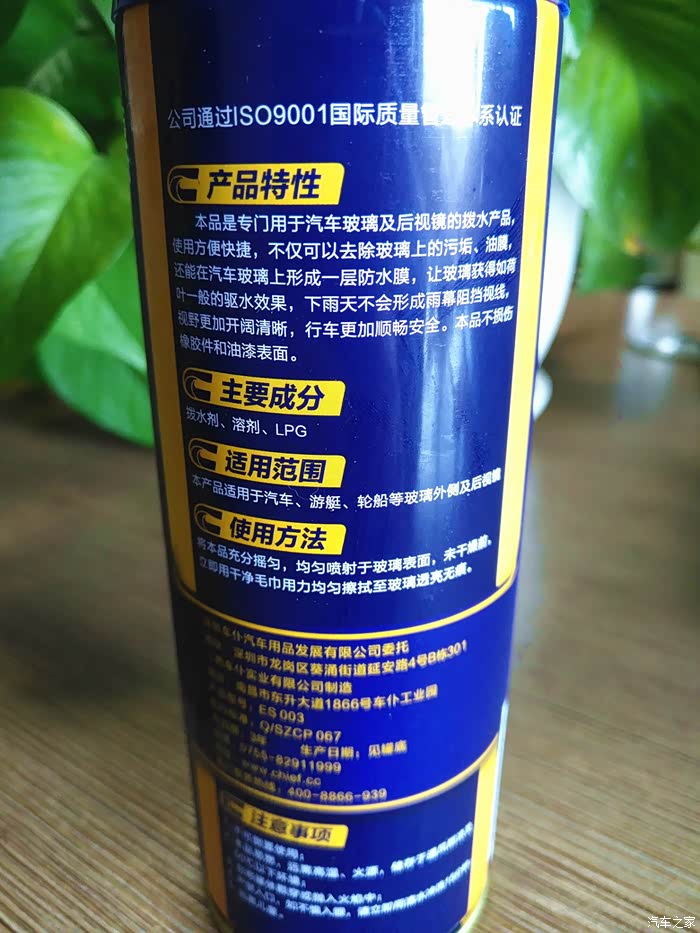 公司通过ISO9001国际质量管理体系认证
产品特性
本品是专门用于汽车玻璃及后视镜的拨水产品,
使用方便快捷,不仅可以去除玻璃上的污垢、油膜,
还能在汽车玻璃上形成一层防水膜,让玻璃获得如荷
叶一般的驱水效果,下雨天不会形成雨幕阻挡视线,
视野更加开阔清晰,行车更加顺畅安全。本品不损伤
橡胶件和油漆表面。
主要成分
拨水剂、溶剂、LPG
适用范围
本产品适用于汽车、游艇、轮船等玻璃外侧及后视镜
使用方法
将本品充分摇匀,均匀喷射于玻璃表面,未干燥前,
立即用干净毛巾用力均匀擦拭至玻璃透亮无痕。
车仆汽车用品发展有限公司委托
深圳市龙岗区葵涌街道延安路4号B栋301
车仆实业有限公司制造
南昌市东升大道1866号车仆工业园
ES 003
Q/SZCP 067
3年 生产日期:见罐底
0755-82911999
www.chief.cc
400-8866-939
注意事项
汽车之家